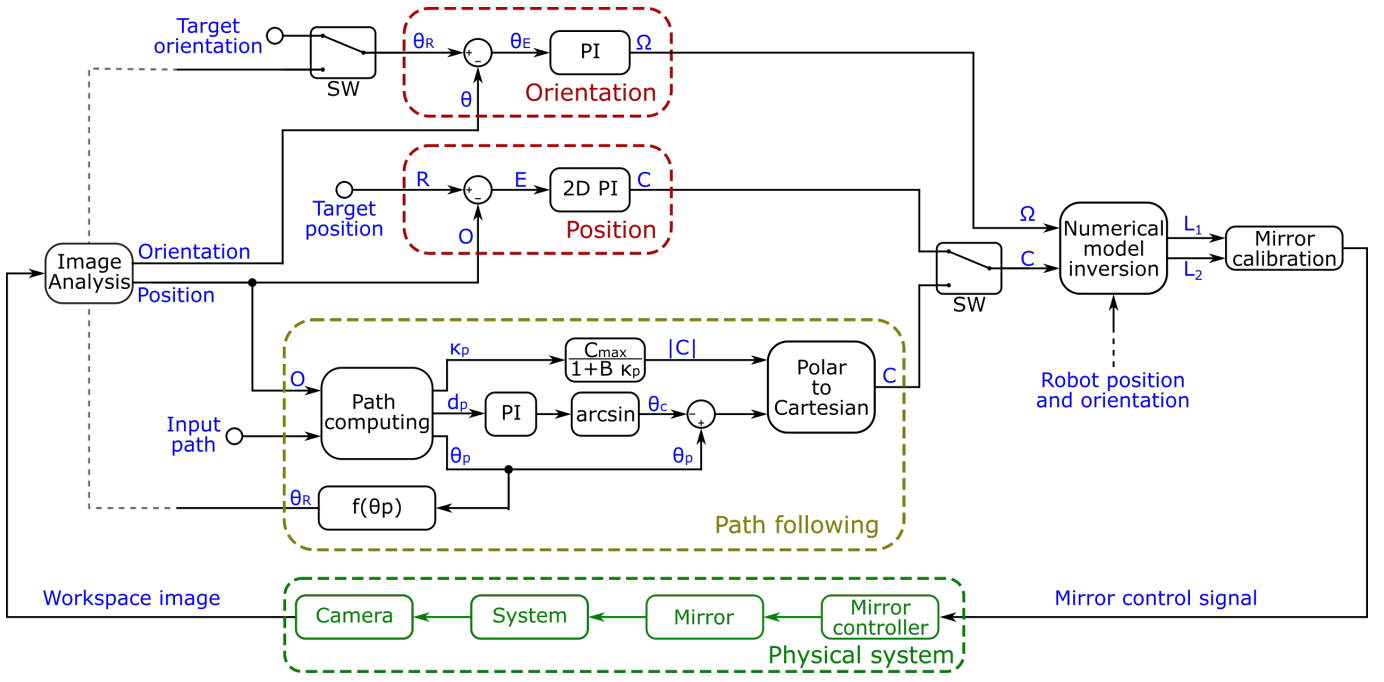 Target
orientation
SW
θR
+
-
θE
PI
Ω
θ
Orientation
Target
position
R
+
-
E
2D PI
C
O
Position
Image
Analysis
Orientation
Position
SW
Ω
C
Numerical
model
inversion
L1
L2
Mirror
calibration
Robot position
and orientation
O
Input
path
Path
computing
κp
Cmax
1+B κp
|C|
dp
PI
arcsin
θc
-
+
θp
θp
Polar
to
Cartesian
C
θR
f(θp)
Path following
Workspace image
Camera
System
Mirror
Mirror
controller
Physical system
Mirror control signal